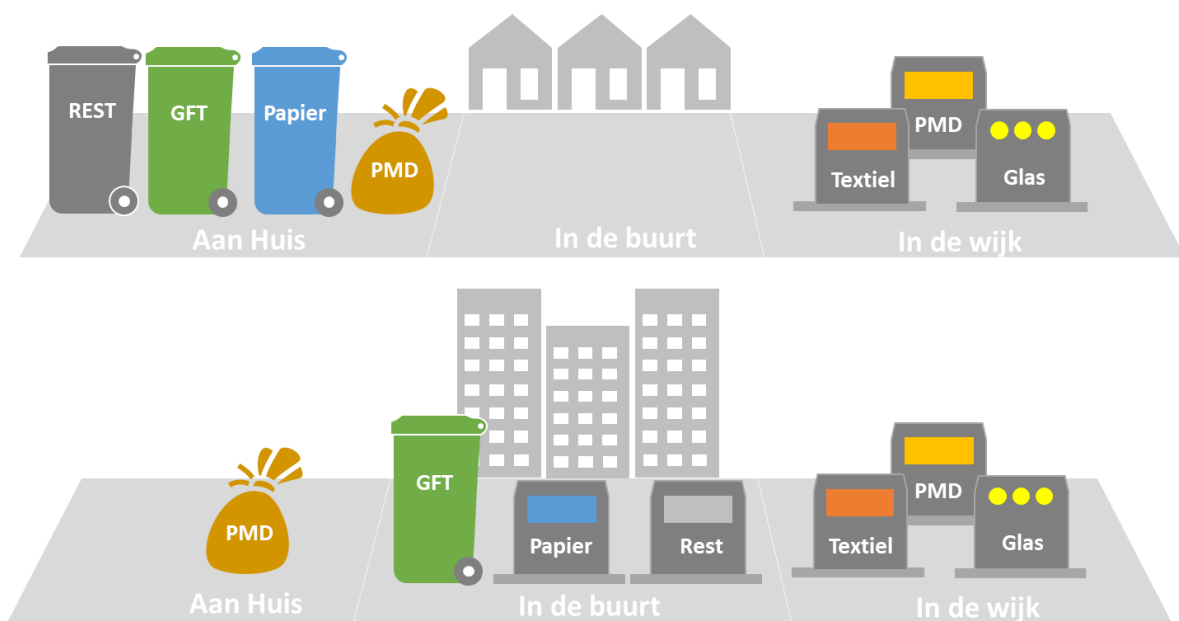 REST
GFT
Papier
PMD
PMD
Textiel
Glas
Aan Huis
In de buurt
In de wijk
GFT
PMD
PMD
Papier
Rest
Textiel
Glas
Aan Huis
In de buurt
In de wijk